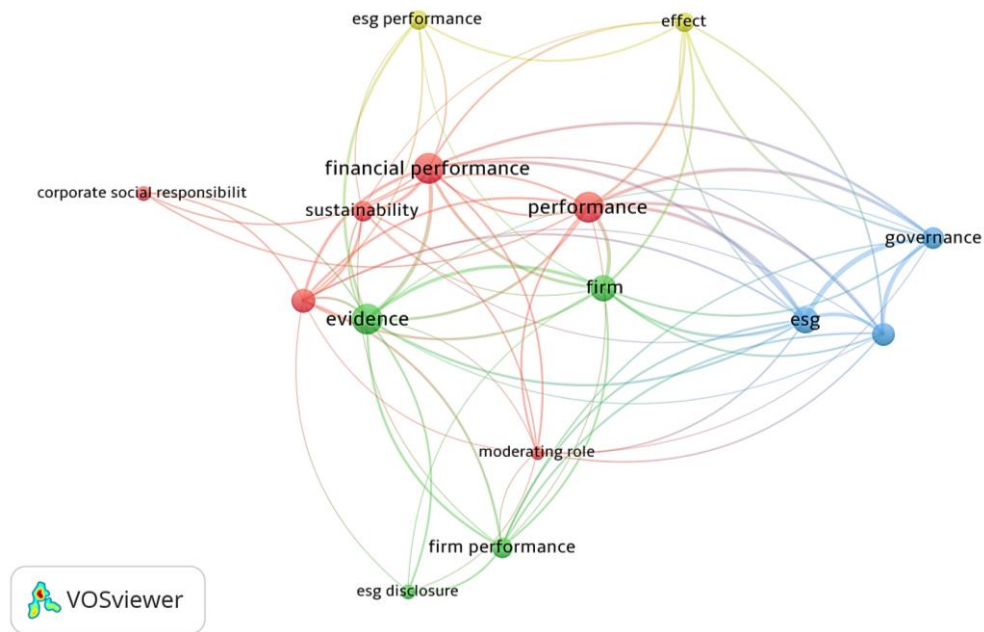 esg performance
effect
financial performance
corporate social responsibilit
sustainability
performance
governance
firm
evidence
esg
moderating role
firm performance
esg disclosure
VOSviewer